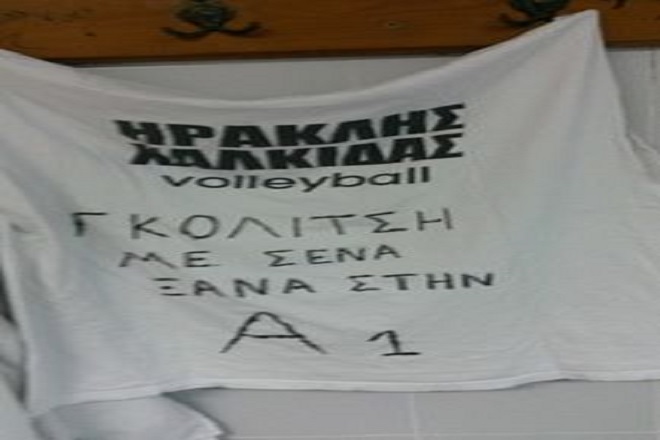 ΗΡΑΚΛΗΣ
ΧΑΛΚΙΔΑΣ
volleyball
ΓΚΟΛΙΤΣΗ
ΜΕ ΣΕΝΑ
ΞΑΝΑ ΣΤΗΝ
Α 1